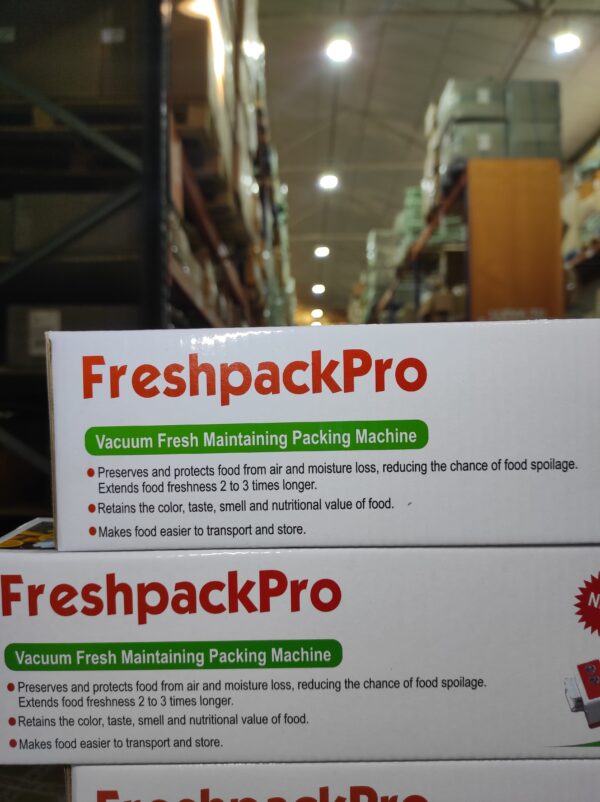 FreshpackPro
Vacuum Fresh Maintaining Packing Machine
• Preserves and protects food from air and moisture loss, reducing the chance of food spoilage.
Extends food freshness 2 to 3 times longer.
• Retains the color, taste, smell and nutritional value of food.
• Makes food easier to transport and store.
FreshpackPro
Vacuum Fresh Maintaining Packing Machine
• Preserves and protects food from air and moisture loss, reducing the chance of food spoilage.
Extends food freshness 2 to 3 times longer.
• Retains the color, taste, smell and nutritional value of food.
• Makes food easier to transport and store.
FreshpackPro